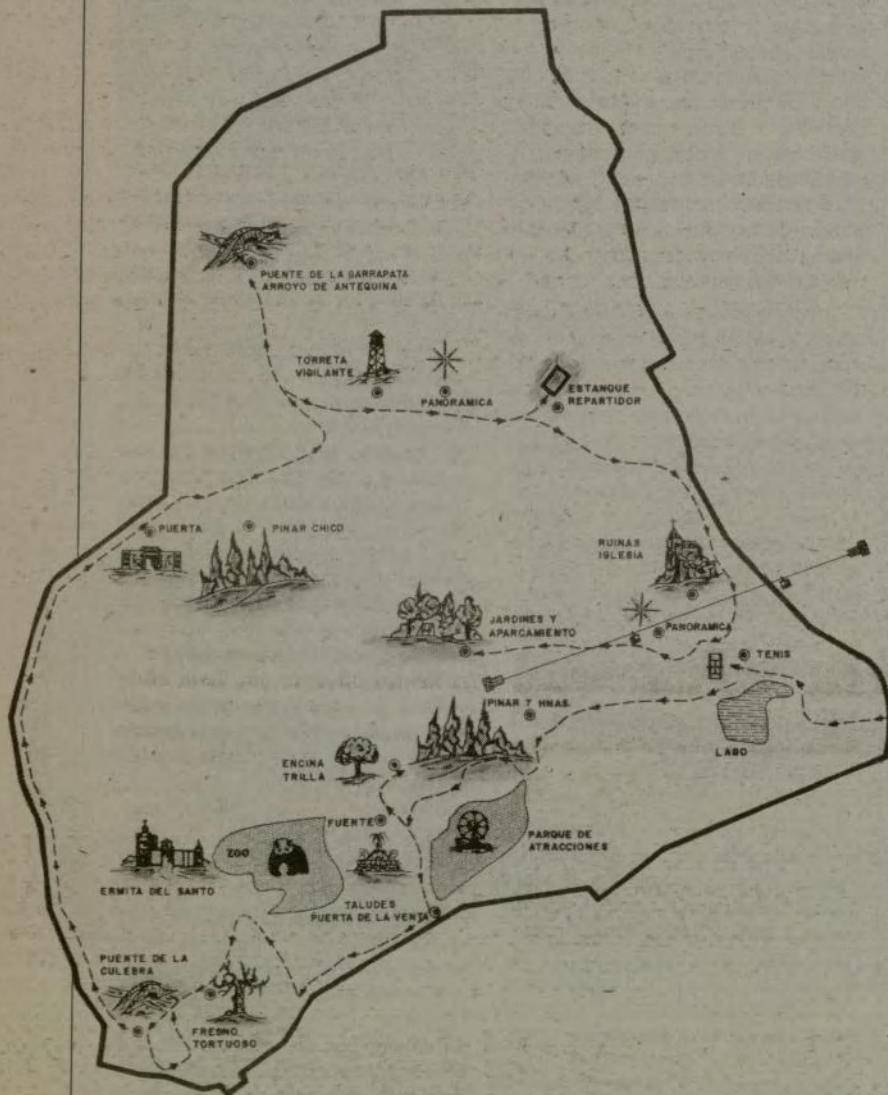 PUENTE DE LA GARRAPATA
ARROYO DE ANTEQUINA
TORRETA
VIGILANTE
PANORAMICA
ESTANQUE
REPARTIDOR
PUERTA
PINAR CHICO
RUINAS
IGLESIA
JARDINES Y
APARCAMIENTO
PANORAMICA
TENIS
PINAR 7 HNAS.
LAGO
ENCINA
TRILLA
FUENTE
PARQUE DE
ATRACCIONES
ZOO
ERMITA DEL SANTO
TALUDES
PUERTA DE LA VENTA
PUENTE DE LA
CULEBRA
FRESNO
TORTUOSO